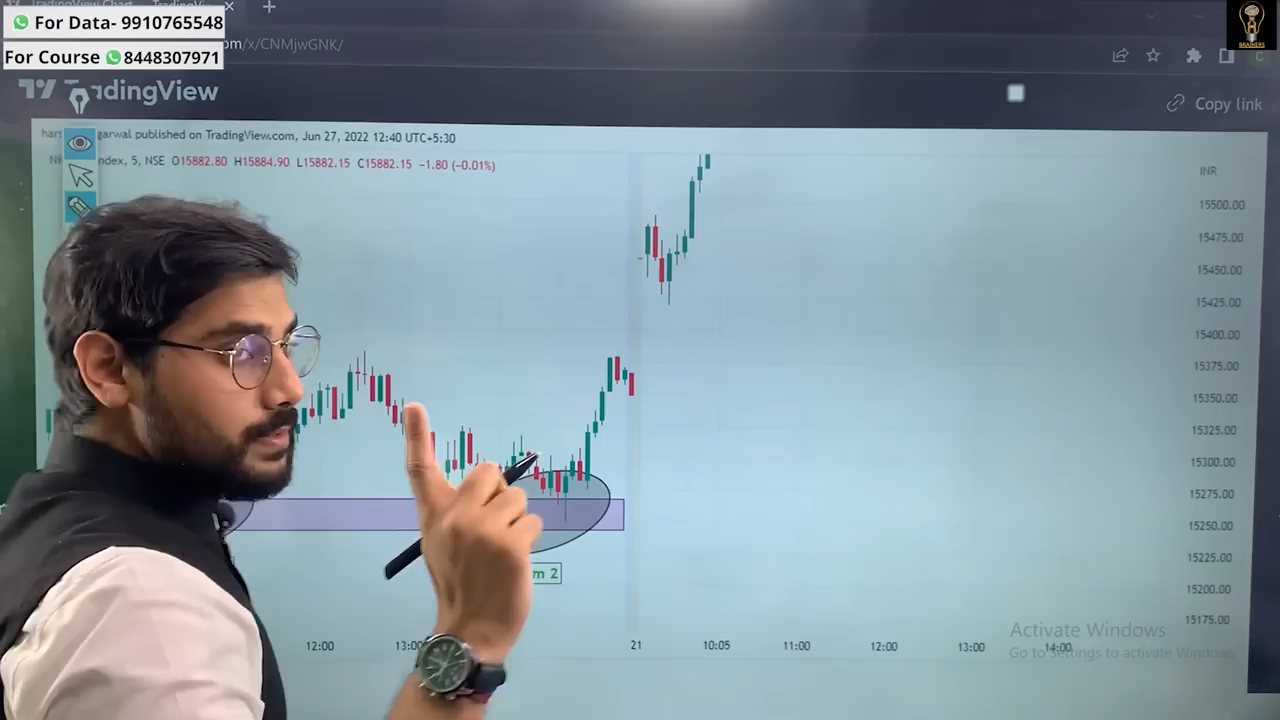 For Data- 9910765548
For Course 8448307971
om/x/CNMjwGNK/
BRAINERS
TradingView
Copy link
garwal published on TradingView.com, Jun 27, 2022 12:40 UTC+5:30
ndex, 5, NSE O15882.80 H15884.90 L15882.15 C15882.15 −1.80 (−0.01%)
INR
15500.00
15475.00
15450.00
15425.00
15400.00
15375.00
15350.00
15325.00
15300.00
15275.00
15250.00
15225.00
15200.00
15175.00
m 2
12:00 13:00 21 10:05 11:00 12:00 13:00 14:00
Activate Windows
Go to Settings to activate Windows.